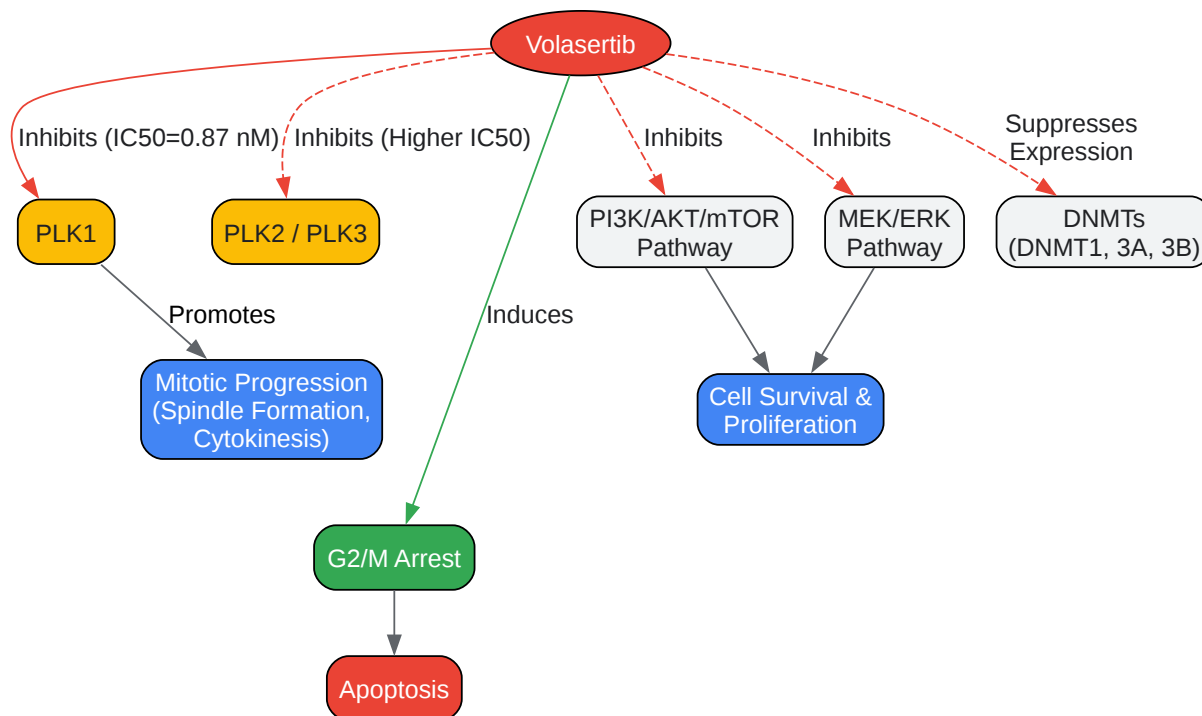 Volasertib
Inhibits (IC50=0.87 nM)
Inhibits (Higher IC50)
Inhibits
Inhibits
Suppresses
Expression
PLK1
PLK2 / PLK3
PI3K/AKT/mTOR
Pathway
MEK/ERK
Pathway
DNMTs
(DNMT1, 3A, 3B)
Promotes
Induces
Mitotic Progression
(Spindle Formation,
Cytokinesis)
Cell Survival &
Proliferation
G2/M Arrest
Apoptosis